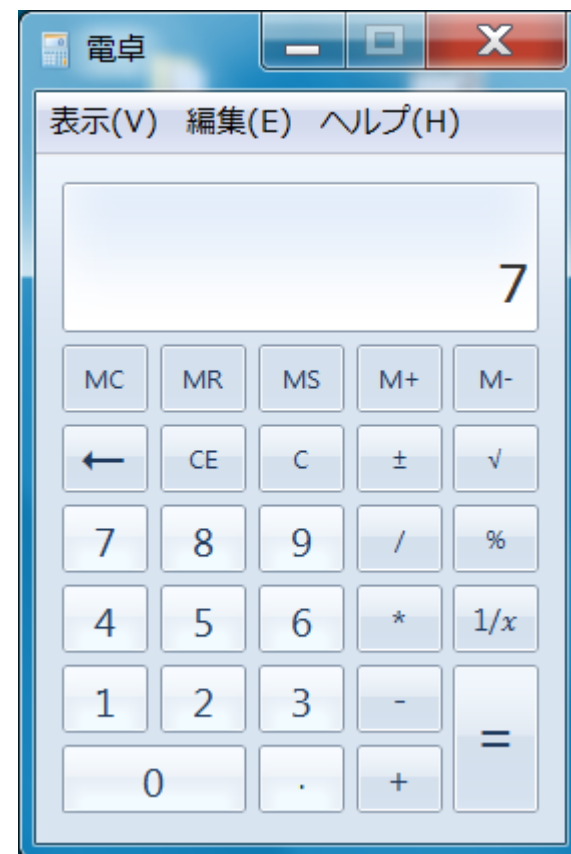 電卓
表示(V) 編集(E) ヘルプ(H)
7
MC MR MS M+ M-
← CE C ± √
7 8 9 / %
4 5 6 * 1/x
1 2 3 - =
0 . +